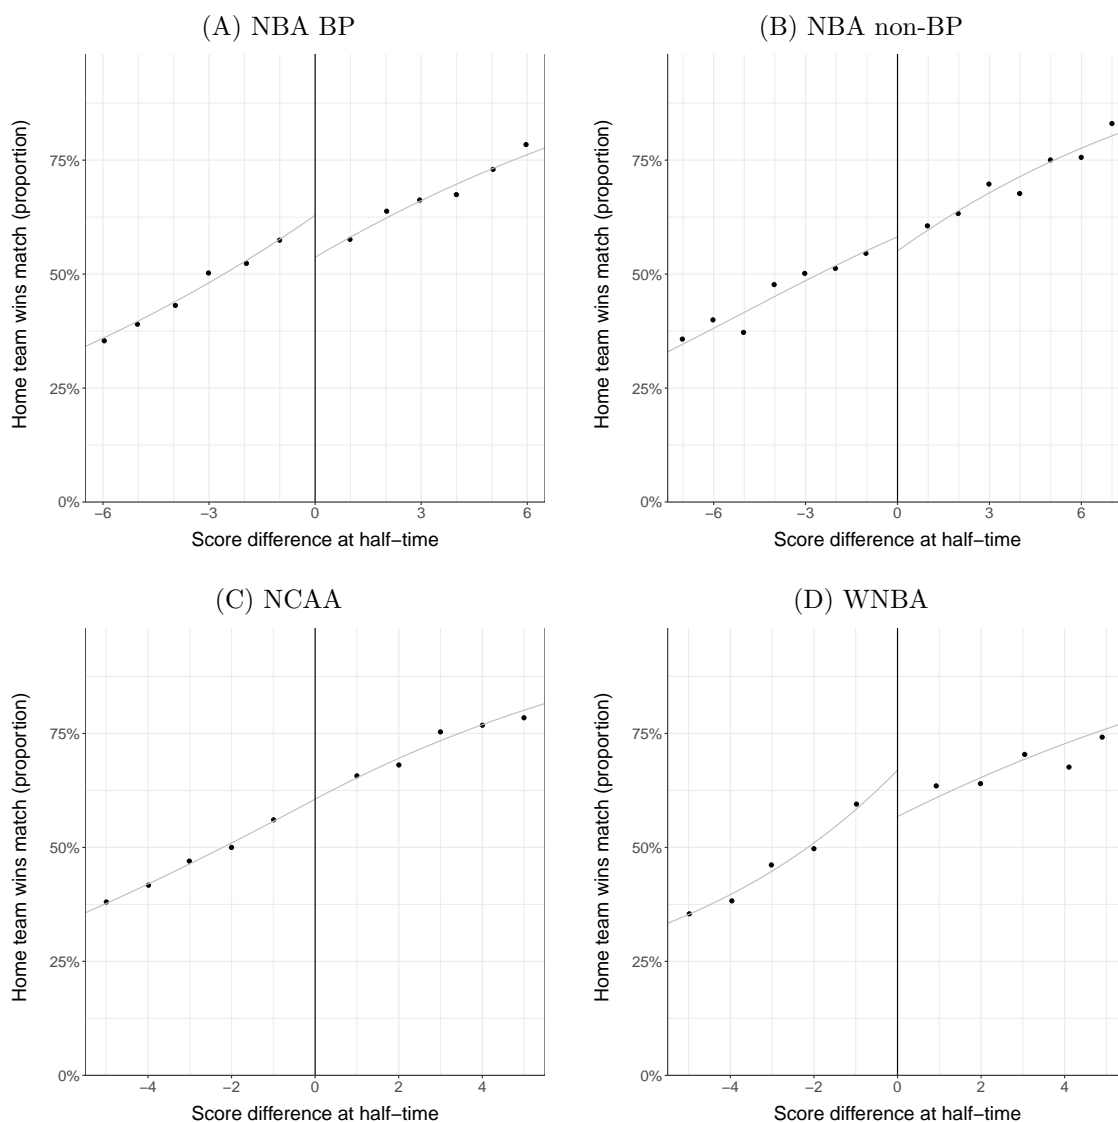 (A) NBA BP
Home team wins match (proportion)
75%
50%
25%
0%
−6 −3 0 3 6
Score difference at half−time
(B) NBA non-BP
Home team wins match (proportion)
75%
50%
25%
0%
−6 −3 0 3 6
Score difference at half−time
(C) NCAA
Home team wins match (proportion)
75%
50%
25%
0%
−4 −2 0 2 4
Score difference at half−time
(D) WNBA
Home team wins match (proportion)
75%
50%
25%
0%
−4 −2 0 2 4
Score difference at half−time